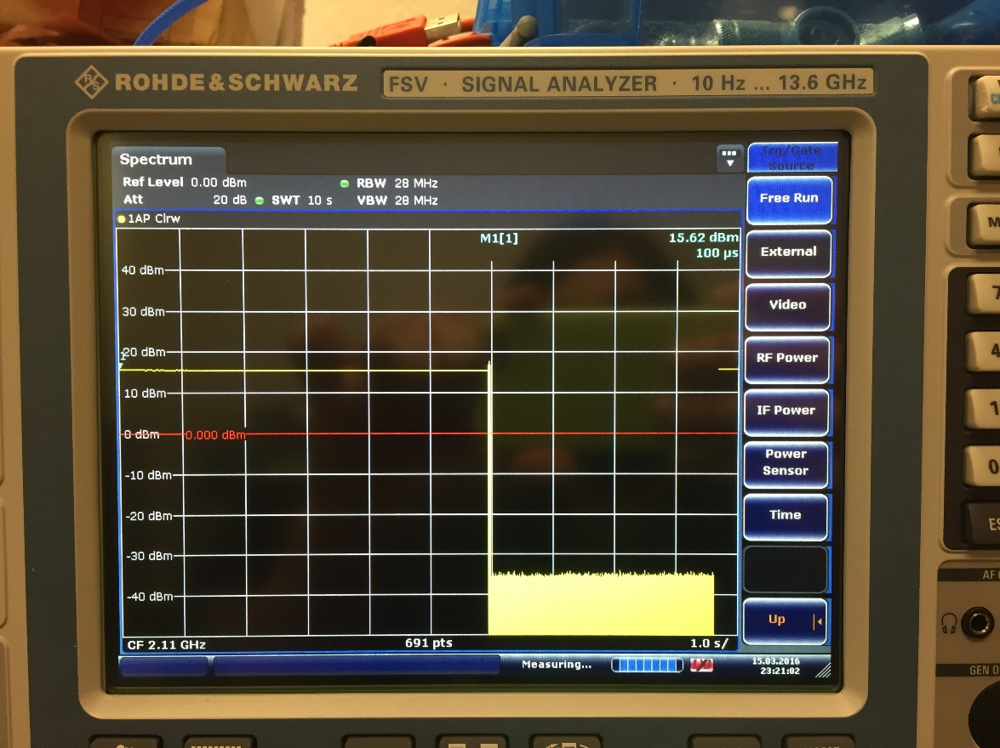 ROHDE&SCHWARZ
FSV · SIGNAL ANALYZER · 10 Hz ... 13.6 GHz
Spectrum
Ref Level 0.00 dBm RBW 28 MHz
Att 20 dB SWT 10 s VBW 28 MHz
1AP Clrw
M1[1] 15.62 dBm
100 µs
40 dBm
30 dBm
20 dBm
10 dBm
0 dBm 0.000 dBm
-10 dBm
-20 dBm
-30 dBm
-40 dBm
CF 2.11 GHz 691 pts 1.0 s/
Measuring... 15.03.2016
23:21:02
Trg/Gate
Source
Free Run
External
Video
RF Power
IF Power
Power
Sensor
Time
Up
7
4
1
0
ES
AF
GEN O